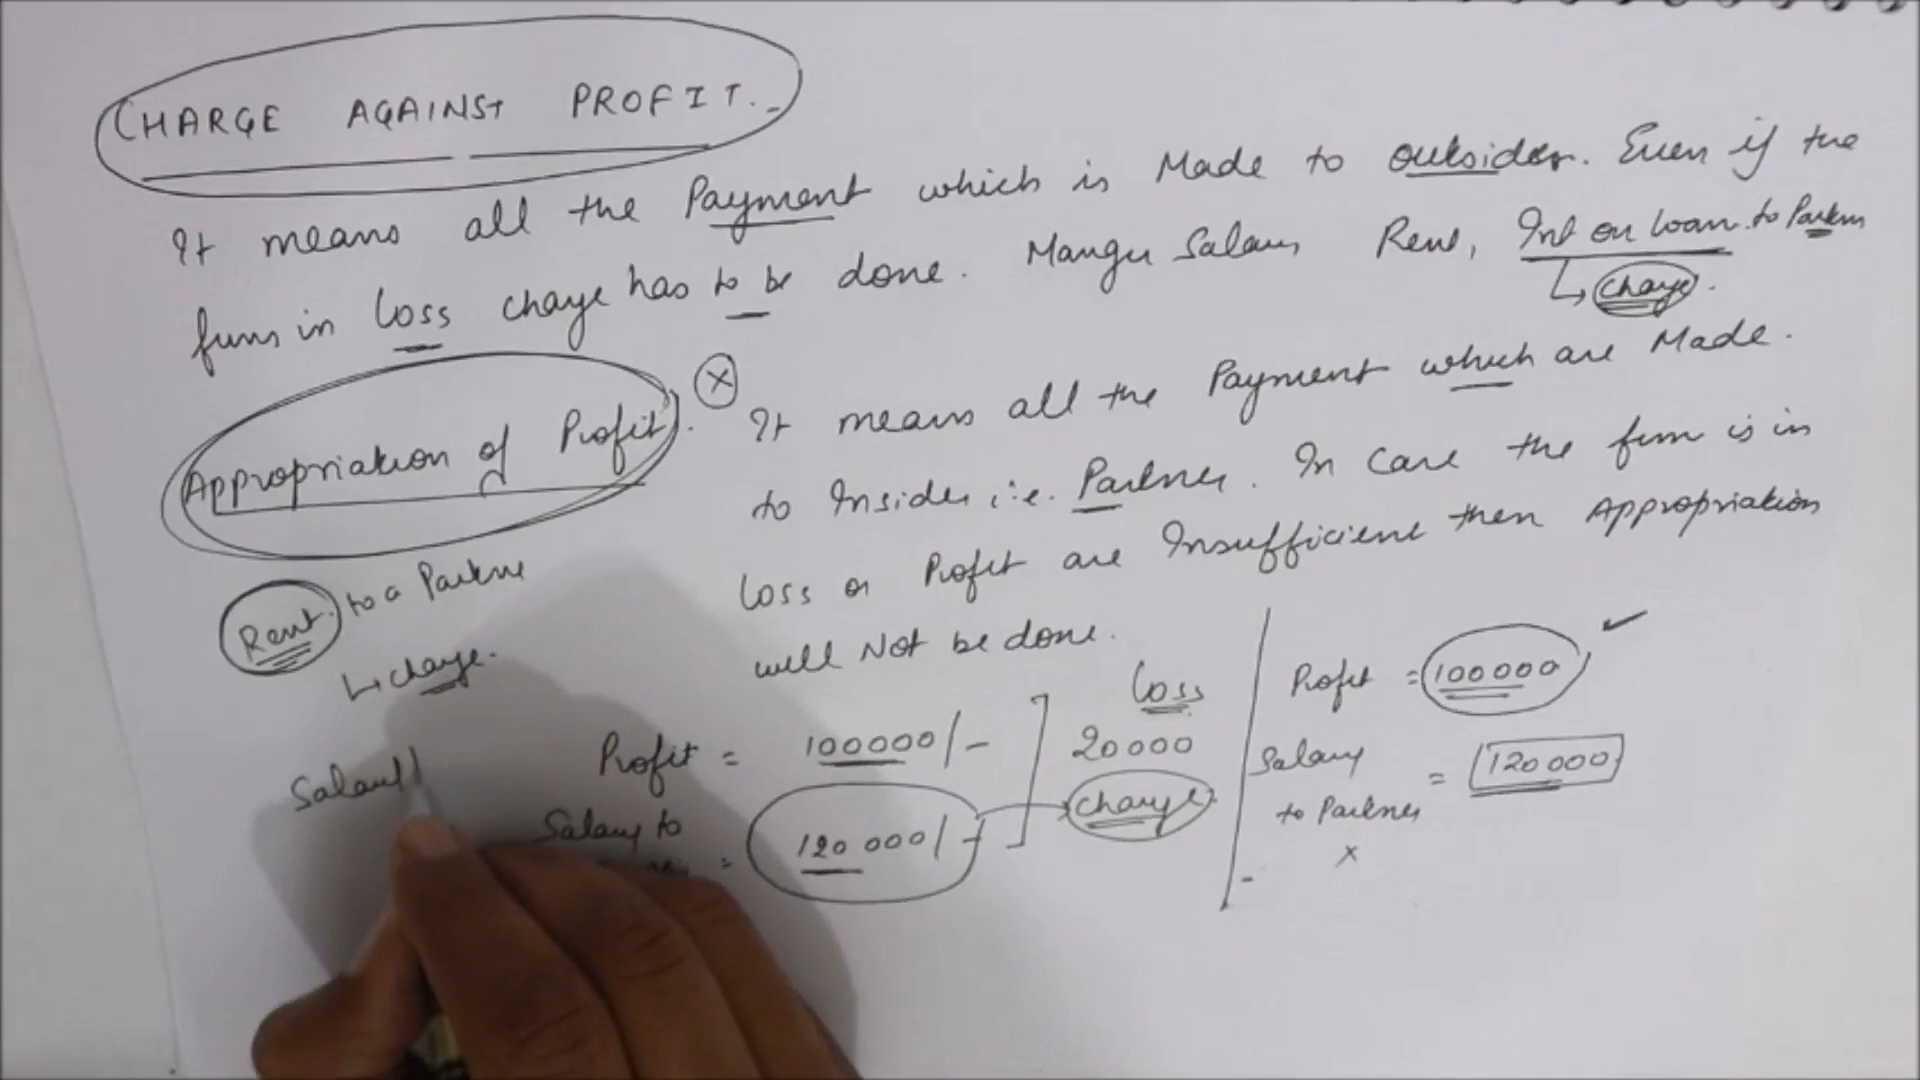 CHARGE AGAINST PROFIT.
It means all the Payment which is Made to outsider. Even if the
firm is in loss charge has to be done. Manger Salary Rent, Int on loan to Partner
↳ charge.
Appropriation of Profit. X
It means all the Payment which are Made.
to Insider i.e. Partner. In Case the firm is in
loss or Profit are Insufficient then Appropriation
will Not be done.
Rent to a Partner
↳ charge.
Salary
Profit = 100000/-
Salary to
= 120 000/-
loss
20000
charge
Profit = 100000 ✓
Salary
to Partner = 120000
X